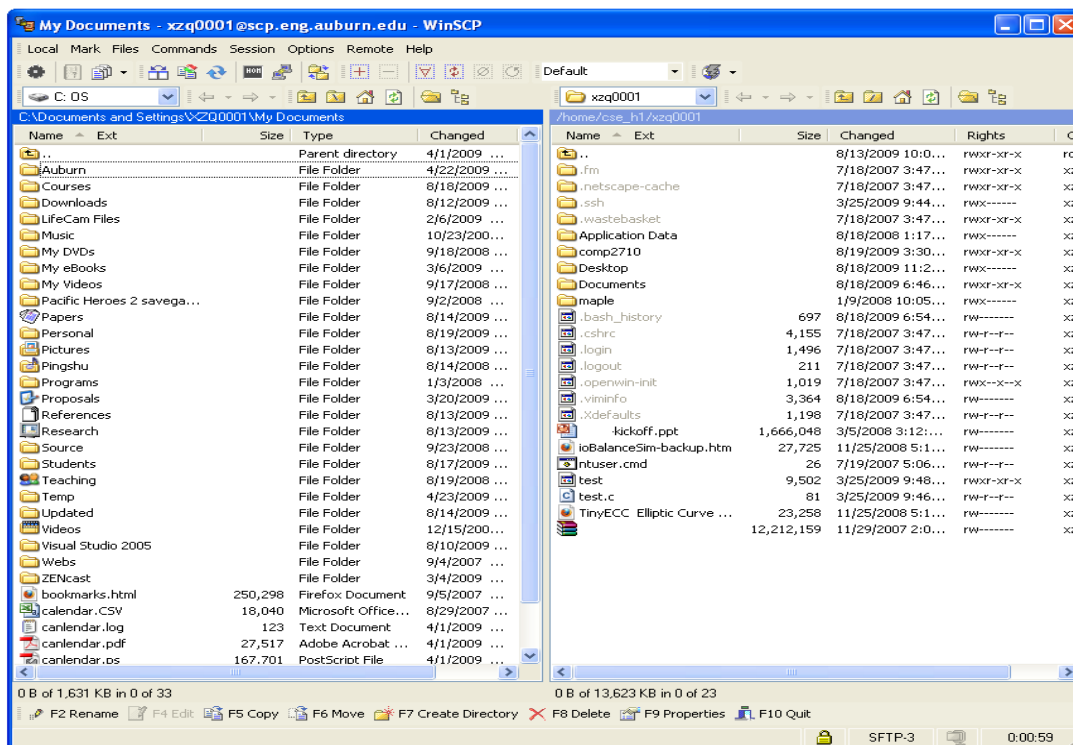 My Documents - xzq0001@scp.eng.auburn.edu - WinSCP
Local Mark Files Commands Session Options Remote Help
Default
C: OS
xzq0001
C:\Documents and Settings\XZQ0001\My Documents
Name Ext Size Type Changed
.. Parent directory 4/1/2009 ...
Auburn File Folder 4/22/2009 ...
Courses File Folder 8/18/2009 ...
Downloads File Folder 8/12/2009 ...
LifeCam Files File Folder 2/6/2009 ...
Music File Folder 10/23/200...
My DVDs File Folder 9/18/2008 ...
My eBooks File Folder 3/6/2009 ...
My Videos File Folder 9/17/2008 ...
Pacific Heroes 2 savega... File Folder 9/2/2008 ...
Papers File Folder 8/14/2009 ...
Personal File Folder 8/19/2009 ...
Pictures File Folder 8/13/2009 ...
Pingshu File Folder 8/14/2008 ...
Programs File Folder 1/3/2008 ...
Proposals File Folder 3/20/2009 ...
References File Folder 8/13/2009 ...
Research File Folder 8/13/2009 ...
Source File Folder 9/23/2008 ...
Students File Folder 8/17/2009 ...
Teaching File Folder 8/19/2008 ...
Temp File Folder 4/23/2009 ...
Updated File Folder 8/14/2009 ...
Videos File Folder 12/15/200...
Visual Studio 2005 File Folder 8/10/2009 ...
Webs File Folder 9/4/2007 ...
ZENcast File Folder 3/4/2009 ...
bookmarks.html 250,298 Firefox Document 9/5/2007 ...
calendar.CSV 18,040 Microsoft Office... 8/29/2007 ...
canlendar.log 123 Text Document 4/1/2009 ...
canlendar.pdf 27,517 Adobe Acrobat ... 4/1/2009 ...
canlendar.ps 167,701 PostScript File 4/1/2009 ...
0 B of 1,631 KB in 0 of 33
/home/cse_h1/xzq0001
Name Ext Size Changed Rights
.. 8/13/2009 10:0... rwxr-xr-x
.fm 7/18/2007 3:47... rwxr-xr-x
.netscape-cache 7/18/2007 3:47... rwxr-xr-x
.ssh 3/25/2009 9:44... rwx------
.wastebasket 7/18/2007 3:47... rwxr-xr-x
Application Data 8/18/2008 1:17... rwx------
comp2710 8/19/2009 3:30... rwxr-xr-x
Desktop 8/18/2009 11:2... rwx------
Documents 8/18/2009 6:46... rwxr-xr-x
maple 1/9/2008 10:05... rwx------
.bash_history 697 8/18/2009 6:54... rw-------
.cshrc 4,155 7/18/2007 3:47... rw-r--r--
.login 1,496 7/18/2007 3:47... rw-r--r--
.logout 211 7/18/2007 3:47... rw-r--r--
.openwin-init 1,019 7/18/2007 3:47... rwx--x--x
.viminfo 3,364 8/18/2009 6:54... rw-------
.Xdefaults 1,198 7/18/2007 3:47... rw-r--r--
-kickoff.ppt 1,666,048 3/5/2008 3:12:... rw-------
ioBalanceSim-backup.htm 27,725 11/25/2008 5:1... rw-------
ntuser.cmd 26 7/19/2007 5:06... rw-r--r--
test 9,502 3/25/2009 9:48... rwxr-xr-x
test.c 81 3/25/2009 9:46... rw-r--r--
TinyECC Elliptic Curve ... 23,258 11/25/2008 5:1... rw-------
12,212,159 11/29/2007 2:0... rw-------
0 B of 13,623 KB in 0 of 23
F2 Rename F4 Edit F5 Copy F6 Move F7 Create Directory F8 Delete F9 Properties F10 Quit
SFTP-3 0:00:59